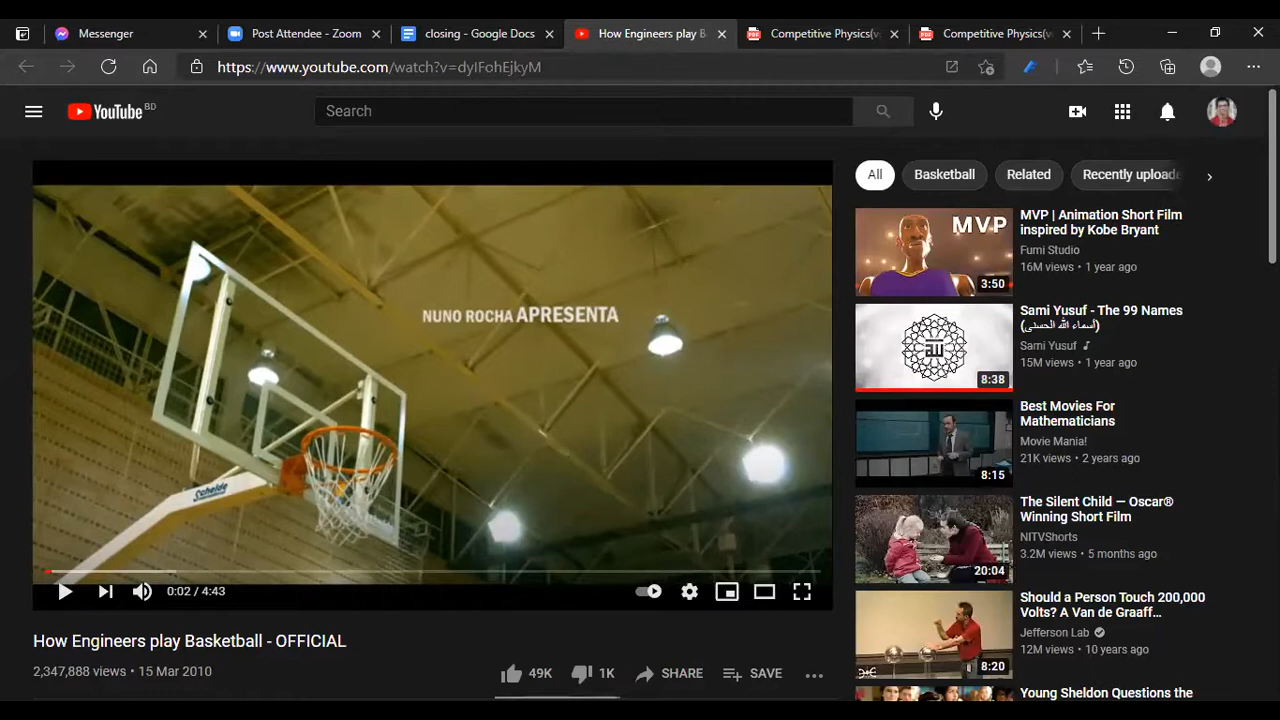 Messenger
Post Attendee - Zoom
closing - Google Docs
How Engineers play B
Competitive Physics(v
Competitive Physics(v
https://www.youtube.com/watch?v=dyIFohEjkyM
YouTube BD
Search
All
Basketball
Related
Recently uploade
NUNO ROCHA APRESENTA
Schelde
0:02 / 4:43
How Engineers play Basketball - OFFICIAL
2,347,888 views • 15 Mar 2010
49K
1K
SHARE
SAVE
MVP
3:50
MVP | Animation Short Film
inspired by Kobe Bryant
Fumi Studio
16M views • 1 year ago
8:38
Sami Yusuf - The 99 Names
(أسماء الله الحسنى)
Sami Yusuf
15M views • 1 year ago
8:15
Best Movies For
Mathematicians
Movie Mania!
21K views • 2 years ago
20:04
The Silent Child — Oscar®
Winning Short Film
NITVShorts
3.2M views • 5 months ago
8:20
Should a Person Touch 200,000
Volts? A Van de Graaff...
Jefferson Lab
12M views • 10 years ago
Young Sheldon Questions the